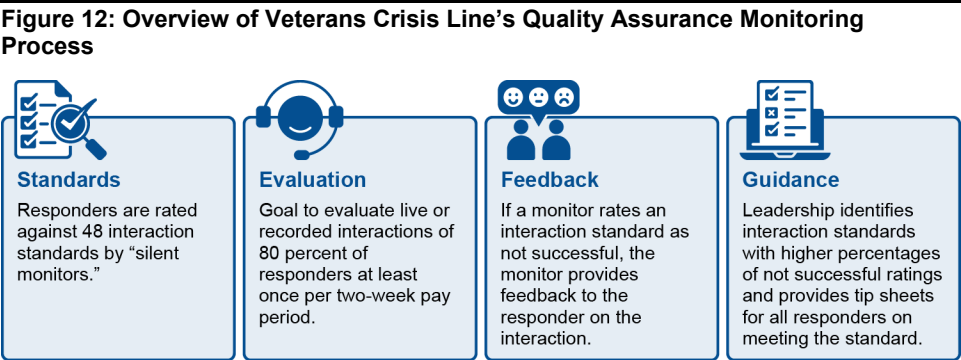 Figure 12: Overview of Veterans Crisis Line’s Quality Assurance Monitoring
Process
Standards
Responders are rated
against 48 interaction
standards by “silent
monitors.”
Evaluation
Goal to evaluate live or
recorded interactions of
80 percent of
responders at least
once per two-week pay
period.
Feedback
If a monitor rates an
interaction standard as
not successful, the
monitor provides
feedback to the
responder on the
interaction.
Guidance
Leadership identifies
interaction standards
with higher percentages
of not successful ratings
and provides tip sheets
for all responders on
meeting the standard.